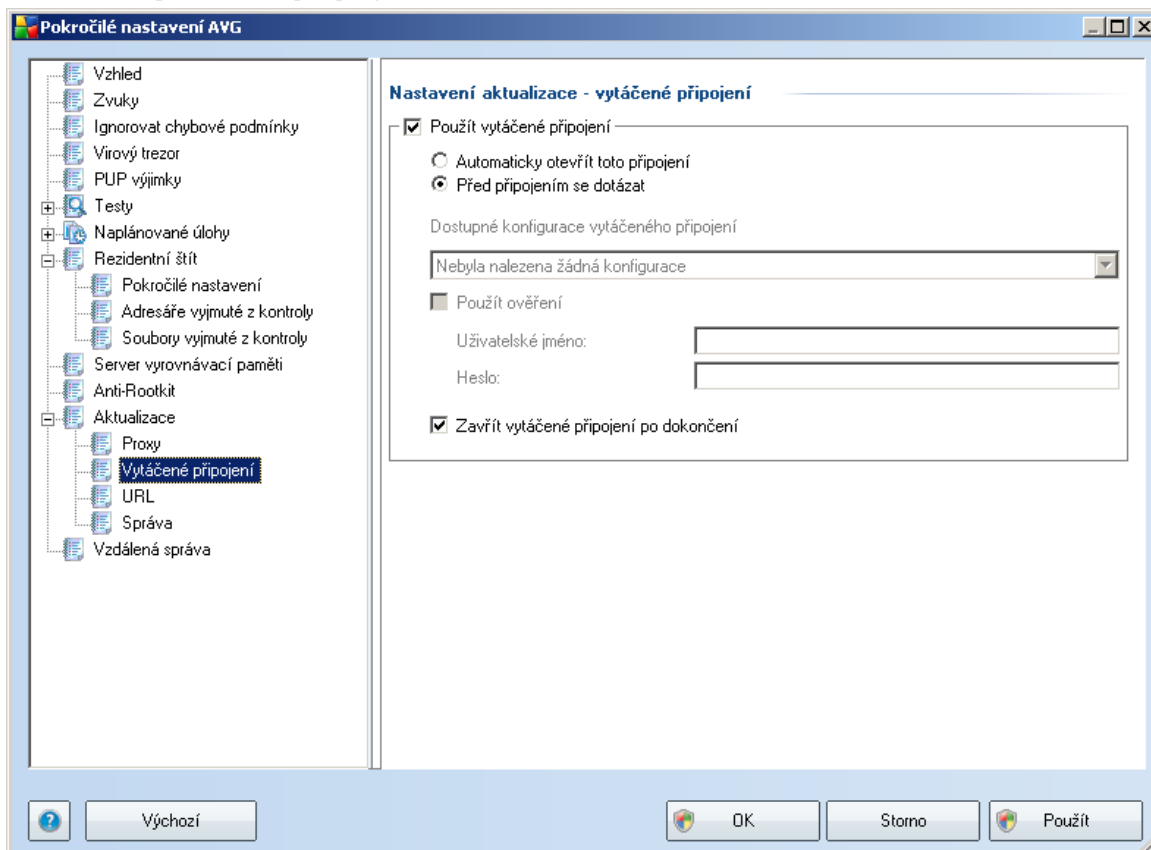 Pokročilé nastavení AVG
Vzhled
Zvuky
Ignorovat chybové podmínky
Virový trezor
PUP výjimky
Testy
Naplánované úlohy
Rezidentní štít
Pokročilé nastavení
Adresáře vyjmuté z kontroly
Soubory vyjmuté z kontroly
Server vyrovnávací paměti
Anti-Rootkit
Aktualizace
Proxy
Vytáčené připojení
URL
Správa
Vzdálená správa
Nastavení aktualizace - vytáčené připojení
Použít vytáčené připojení
Automaticky otevřít toto připojení
Před připojením se dotázat
Dostupné konfigurace vytáčeného připojení
Nebyla nalezena žádná konfigurace
Použít ověření
Uživatelské jméno:
Heslo:
Zavřít vytáčené připojení po dokončení
Výchozí
OK
Storno
Použít